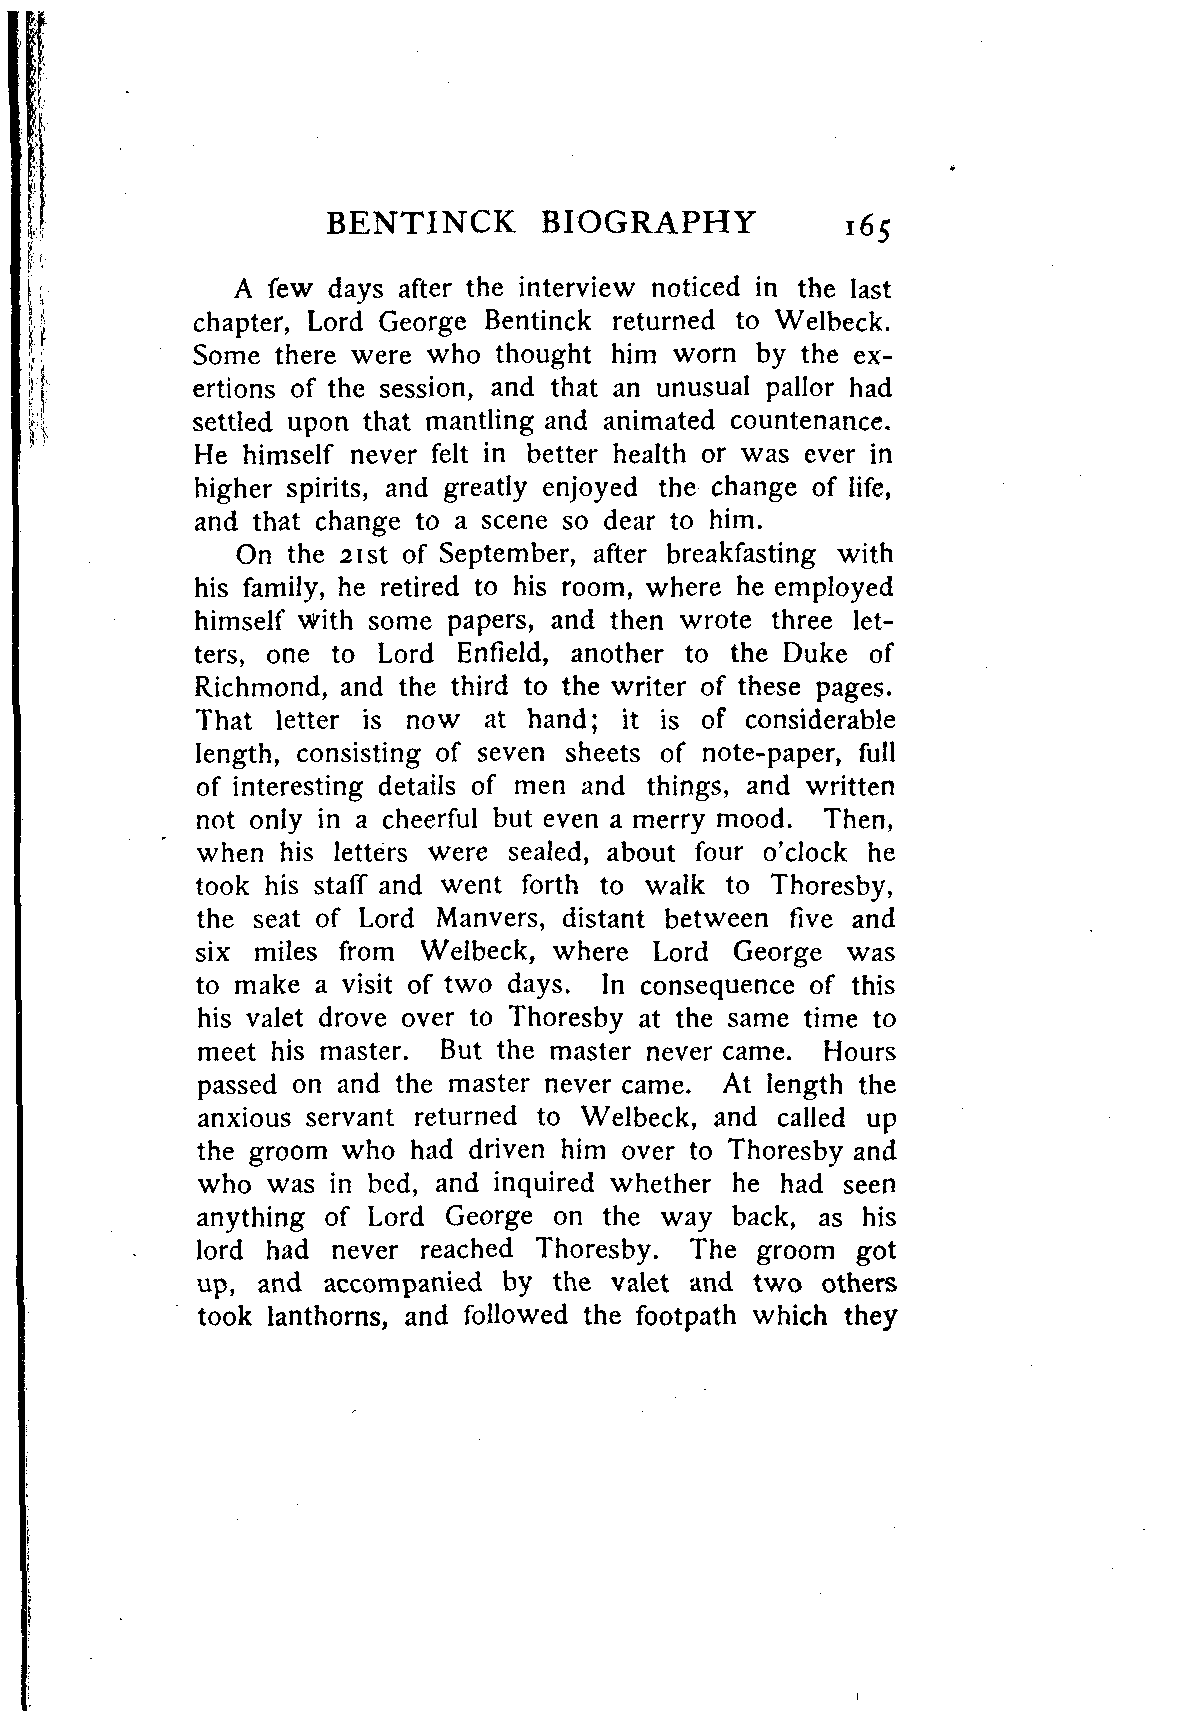 BENTINCK BIOGRAPHY 165
A few days after the interview noticed in the last
chapter, Lord George Bentinck returned to Welbeck.
Some there were who thought him worn by the ex-
ertions of the session, and that an unusual pallor had
settled upon that mantling and animated countenance.
He himself never felt in better health or was ever in
higher spirits, and greatly enjoyed the change of life,
and that change to a scene so dear to him.
On the 21st of September, after breakfasting with
his family, he retired to his room, where he employed
himself with some papers, and then wrote three let-
ters, one to Lord Enfield, another to the Duke of
Richmond, and the third to the writer of these pages.
That letter is now at hand; it is of considerable
length, consisting of seven sheets of note-paper, full
of interesting details of men and things, and written
not only in a cheerful but even a merry mood. Then,
when his letters were sealed, about four o'clock he
took his staff and went forth to walk to Thoresby,
the seat of Lord Manvers, distant between five and
six miles from Welbeck, where Lord George was
to make a visit of two days. In consequence of this
his valet drove over to Thoresby at the same time to
meet his master. But the master never came. Hours
passed on and the master never came. At length the
anxious servant returned to Welbeck, and called up
the groom who had driven him over to Thoresby and
who was in bed, and inquired whether he had seen
anything of Lord George on the way back, as his
lord had never reached Thoresby. The groom got
up, and accompanied by the valet and two others
took lanthorns, and followed the footpath which they